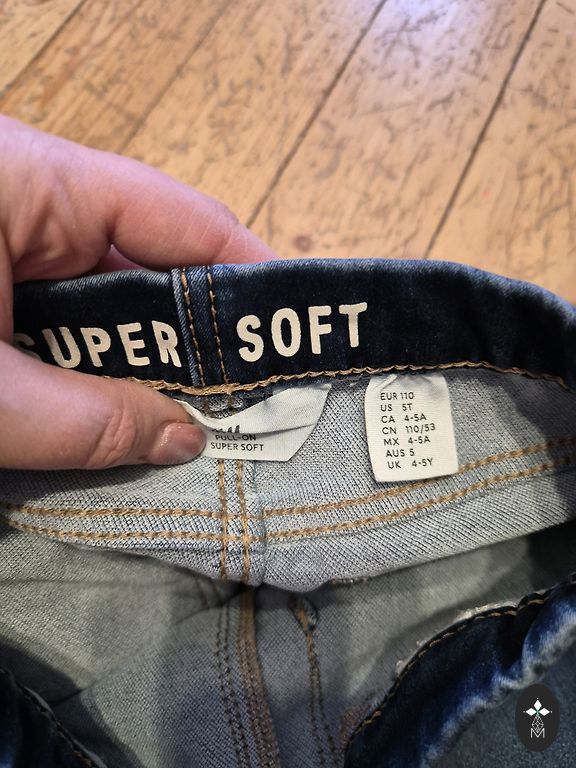 SUPER SOFT
PULL-ON
SUPER SOFT
EUR 110
US 5T
CA 4-5A
CN 110/53
MX 4-5A
AUS 5
UK 4-5Y